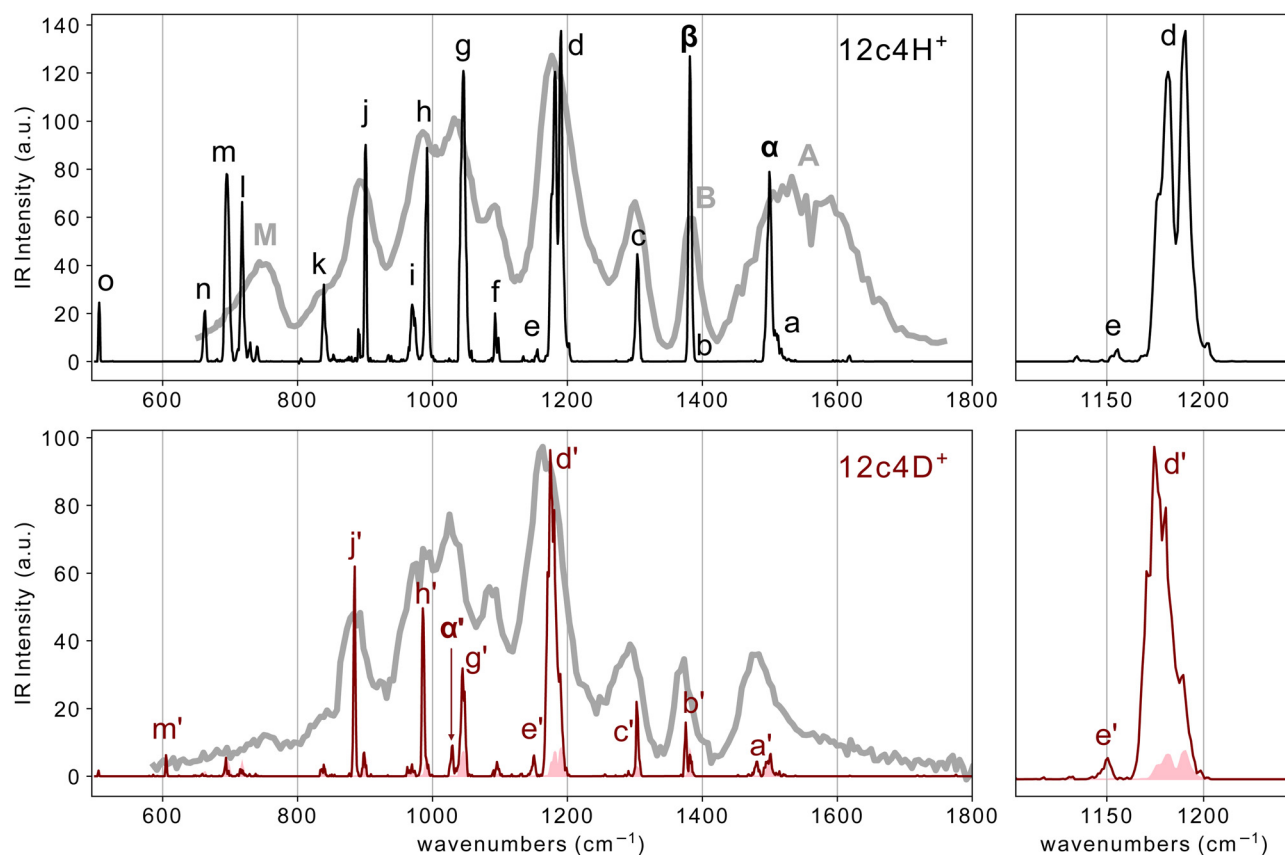 IR Intensity (a.u.)
140
120
100
80
60
40
20
0
12c4H⁺
o
n
m
l
M
k
j
i
h
g
f
e
d
c
β
B
b
α
A
a
600
800
1000
1200
1400
1600
1800
d
e
1150
1200
IR Intensity (a.u.)
100
80
60
40
20
0
12c4D⁺
m'
j'
h'
α'
g'
e'
d'
c'
b'
a'
600
800
1000
1200
1400
1600
1800
wavenumbers (cm⁻¹)
d'
e'
1150
1200
wavenumbers (cm⁻¹)